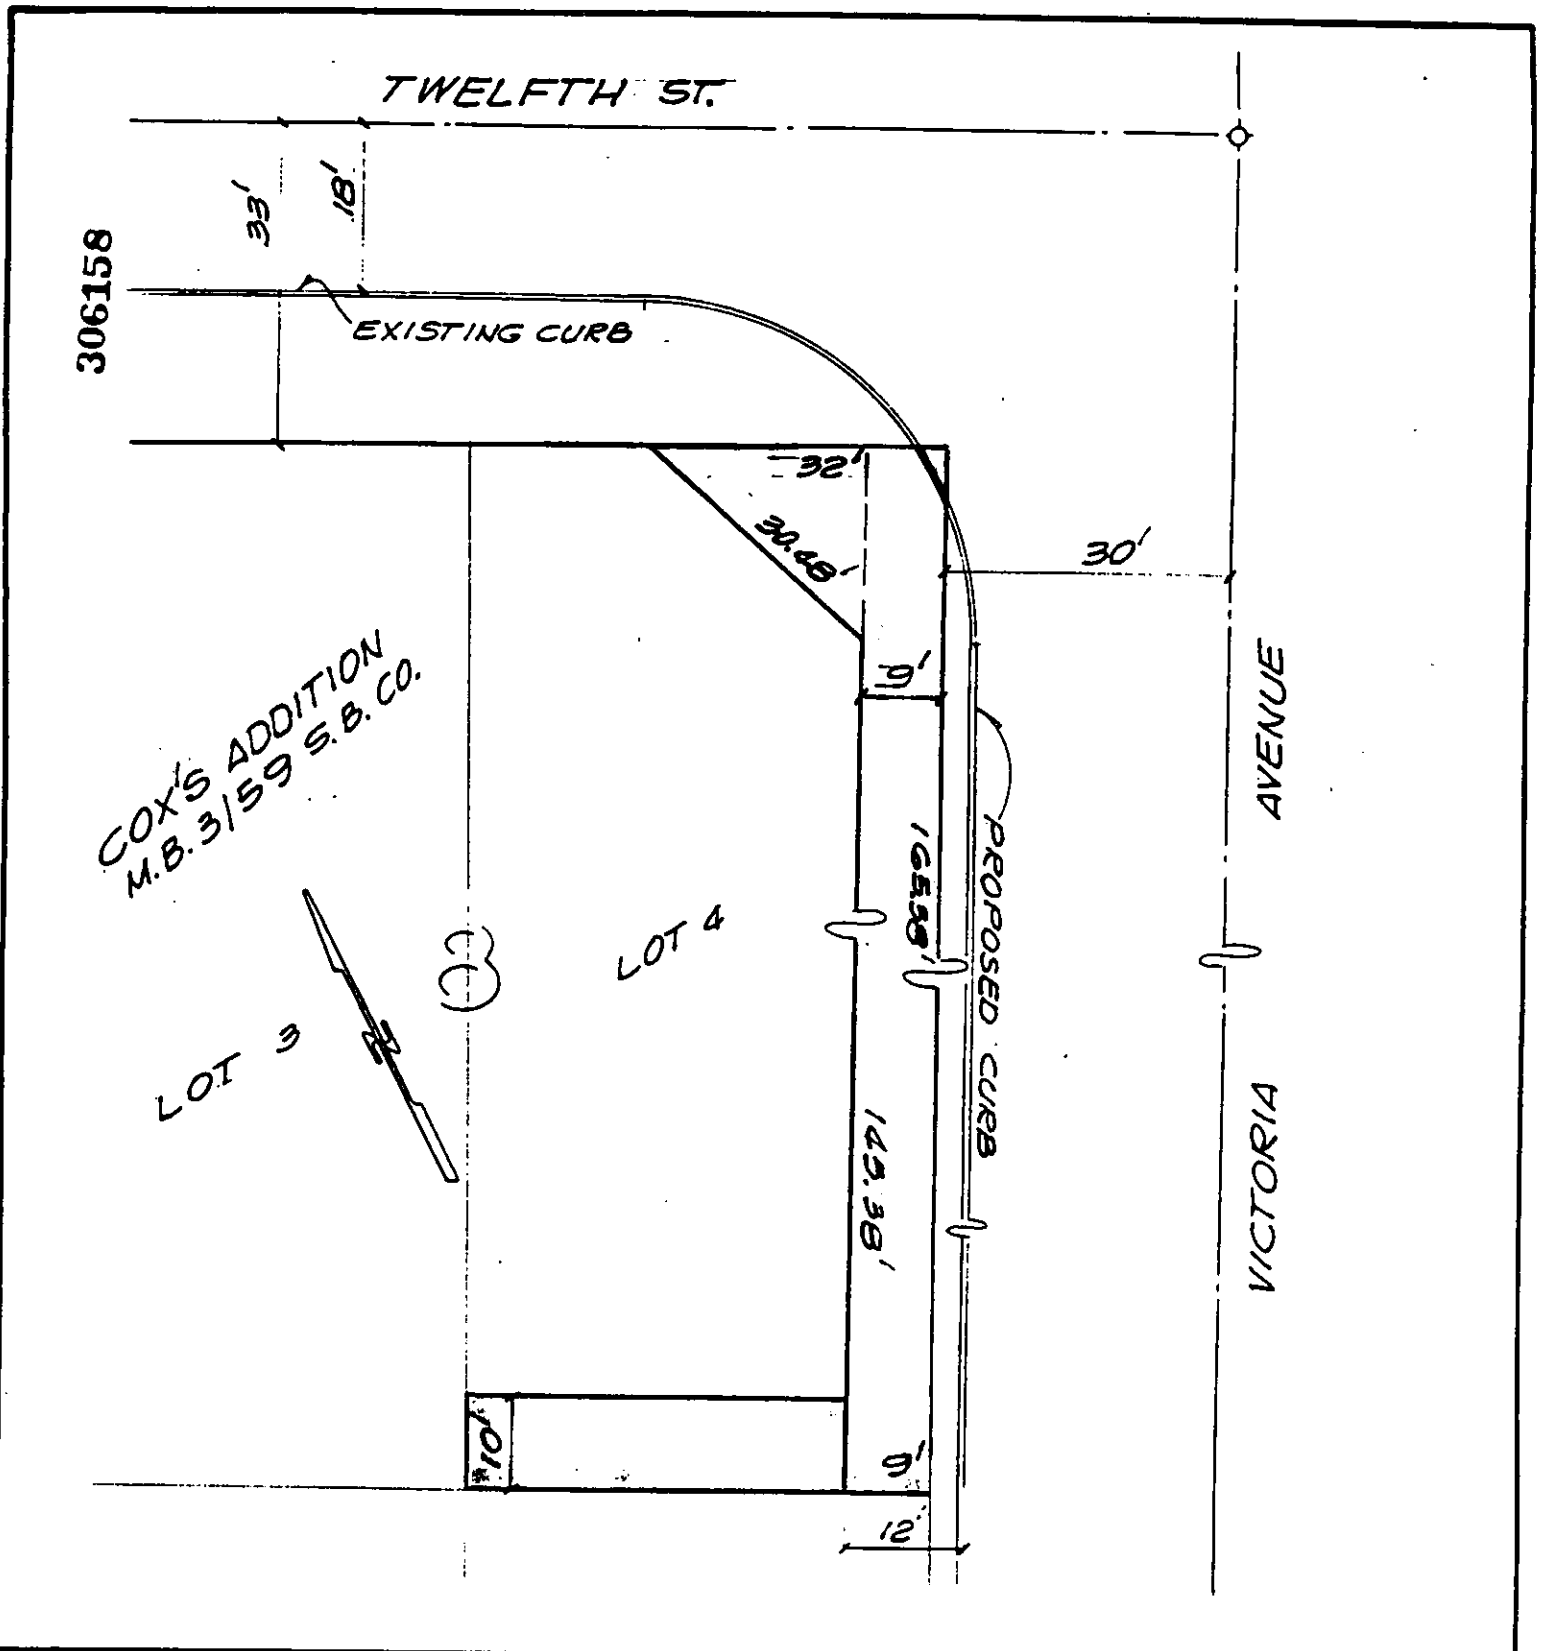 TWELFTH ST.
33'
18'
306158
EXISTING CURB
32'
30.48'
30'
9'
COX'S ADDITION
M.B. 3/59 S.B. CO.
AVENUE
165.38'
PROPOSED CURB
LOT 4
LOT 3
143.38'
VICTORIA
10'
9'
12'